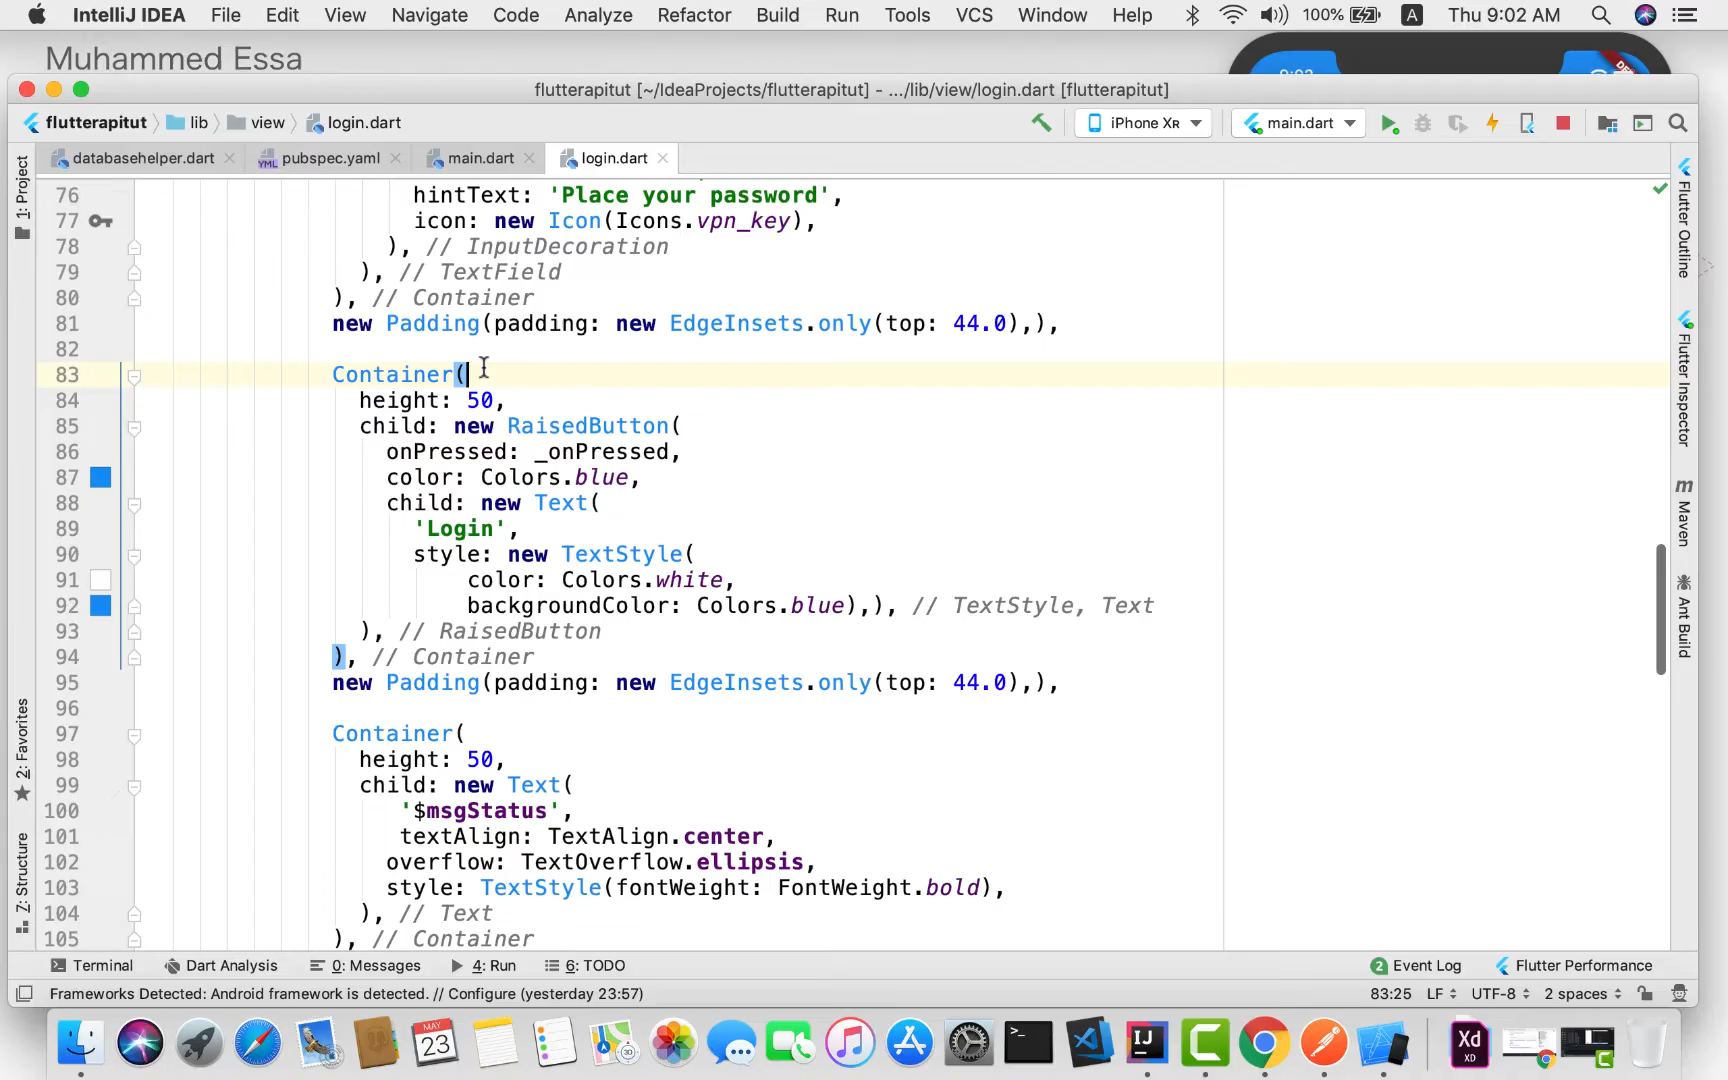 IntelliJ IDEA File Edit View Navigate Code Analyze Refactor Build Run Tools VCS Window Help 100% A Thu 9:02 AM
Muhammed Essa
flutterapitut [~/IdeaProjects/flutterapitut] - .../lib/view/login.dart [flutterapitut]
flutterapitut lib view login.dart iPhone XR main.dart
databasehelper.dart YML pubspec.yaml main.dart login.dart
76 hintText: 'Place your password',
77 icon: new Icon(Icons.vpn_key),
78 ), // InputDecoration
79 ), // TextField
80 ), // Container
81 new Padding(padding: new EdgeInsets.only(top: 44.0),),
82
83 Container(
84 height: 50,
85 child: new RaisedButton(
86 onPressed: _onPressed,
87 color: Colors.blue,
88 child: new Text(
89 'Login',
90 style: new TextStyle(
91 color: Colors.white,
92 backgroundColor: Colors.blue),), // TextStyle, Text
93 ), // RaisedButton
94 ), // Container
95 new Padding(padding: new EdgeInsets.only(top: 44.0),),
96
97 Container(
98 height: 50,
99 child: new Text(
100 '$msgStatus',
101 textAlign: TextAlign.center,
102 overflow: TextOverflow.ellipsis,
103 style: TextStyle(fontWeight: FontWeight.bold),
104 ), // Text
105 ), // Container
1: Project
2: Favorites
7: Structure
Flutter Outline
Flutter Inspector
m Maven
Ant Build
Terminal Dart Analysis 0: Messages 4: Run 6: TODO 2 Event Log Flutter Performance
Frameworks Detected: Android framework is detected. // Configure (yesterday 23:57) 83:25 LF UTF-8 2 spaces
MAY
23
IJ
Xd
XD